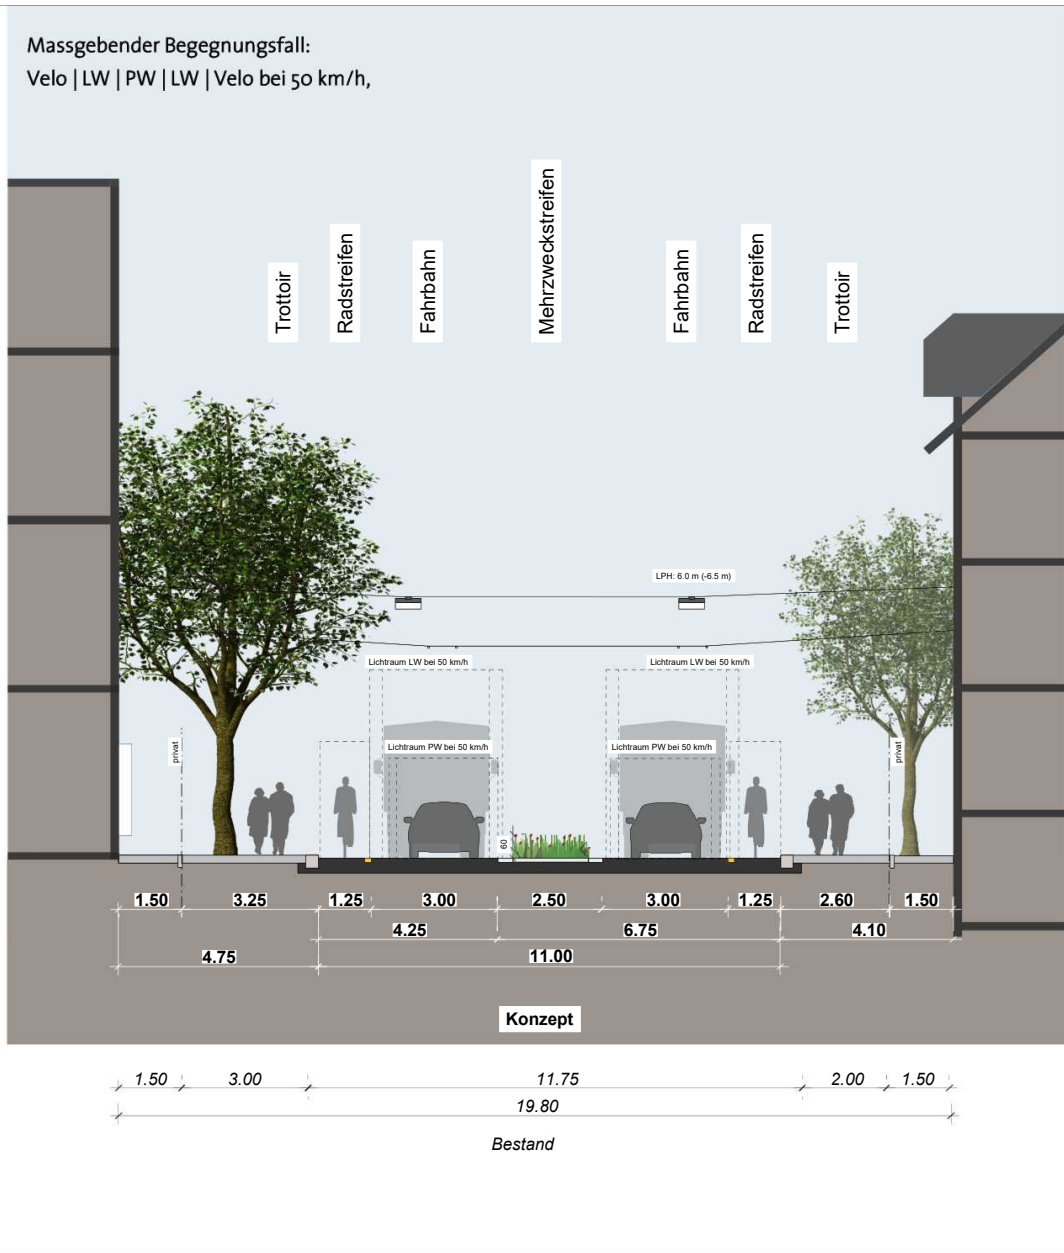 Massgebender Begegnungsfall:
Velo | LW | PW | LW | Velo bei 50 km/h,
Trottoir
Radstreifen
Fahrbahn
Mehrzweckstreifen
Fahrbahn
Radstreifen
Trottoir
LPH: 6.0 m (-6.5 m)
Lichtraum LW bei 50 km/h
Lichtraum LW bei 50 km/h
privat
Lichtraum PW bei 50 km/h
Lichtraum PW bei 50 km/h
privat
60
1.50 3.25 1.25 3.00 2.50 3.00 1.25 2.60 1.50
4.25 6.75 4.10
4.75 11.00
Konzept
1.50 3.00 11.75 2.00 1.50
19.80
Bestand